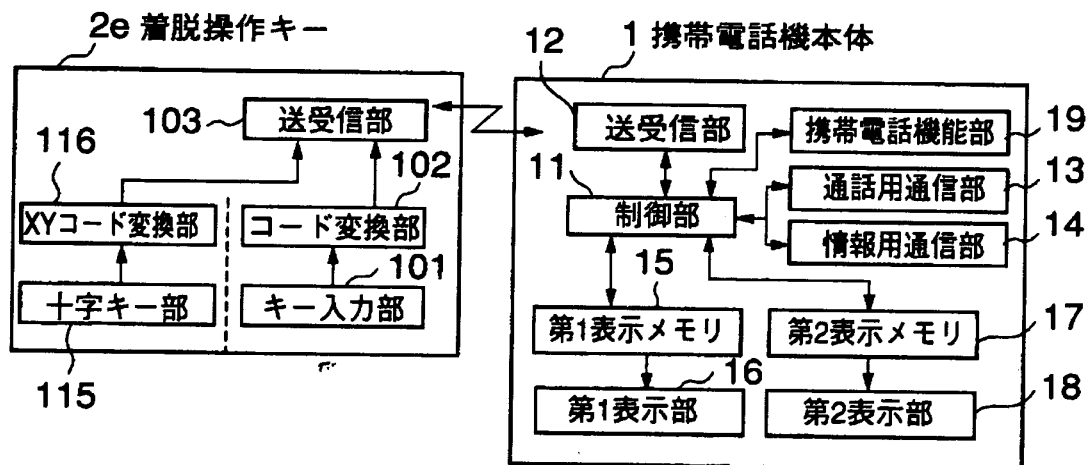 2e 着脱操作キー
103 送受信部
116
102
XYコード変換部 コード変換部
101
十字キー部 キー入力部
115
1 携帯電話機本体
12
送受信部 携帯電話機能部 19
11
制御部 通話用通信部 13
情報用通信部 14
15
第1表示メモリ 第2表示メモリ 17
16
第1表示部 第2表示部 18